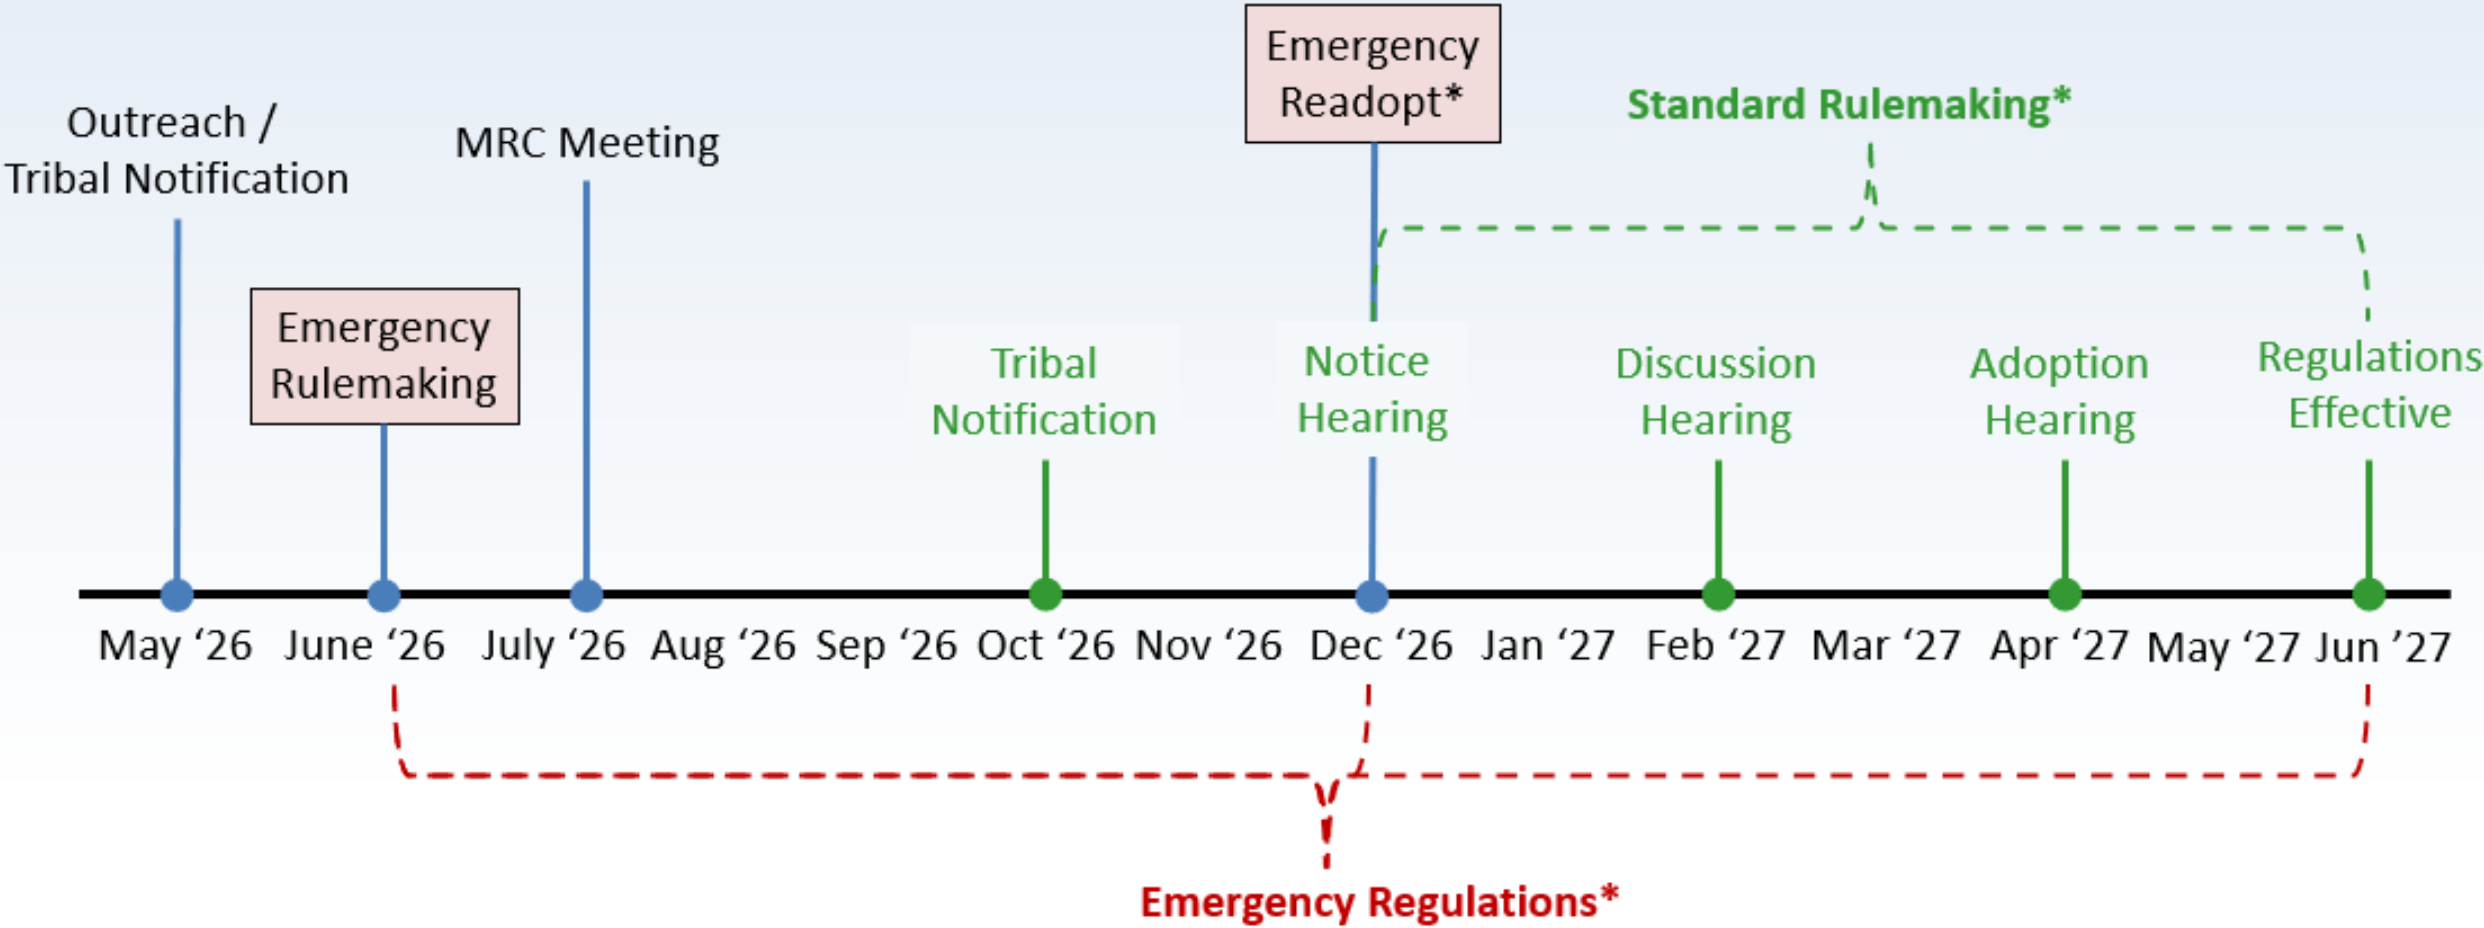 Outreach /
Tribal Notification
Emergency
Rulemaking
MRC Meeting
Emergency
Readopt*
Standard Rulemaking*
Tribal
Notification
Notice
Hearing
Discussion
Hearing
Adoption
Hearing
Regulations
Effective
May ‘26 June ‘26 July ‘26 Aug ‘26 Sep ‘26 Oct ‘26 Nov ‘26 Dec ‘26 Jan ‘27 Feb ‘27 Mar ‘27 Apr ‘27 May ‘27 Jun ’27
Emergency Regulations*